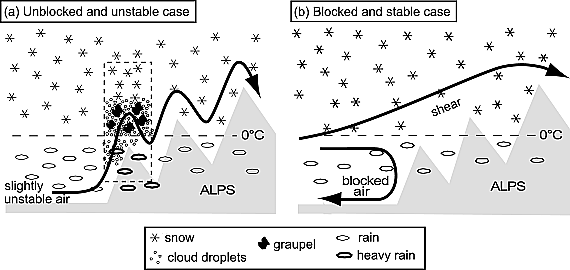 (a) Unblocked and unstable case
0°C
slightly
unstable air
ALPS
(b) Blocked and stable case
shear
0°C
blocked
air
ALPS
snow
graupel
rain
cloud droplets
heavy rain